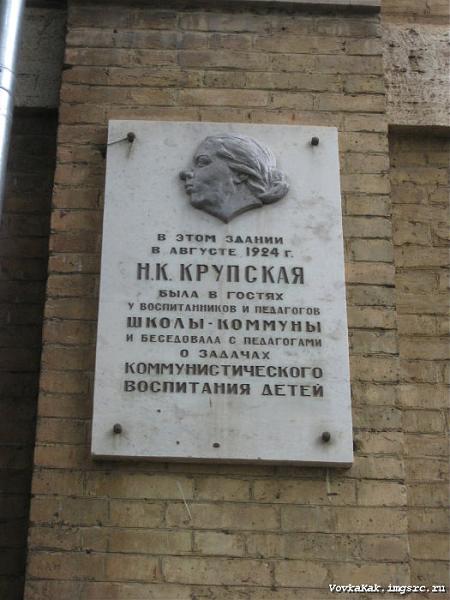 В ЭТОМ ЗДАНИИ
В АВГУСТЕ 1924 Г.
Н.К. КРУПСКАЯ
БЫЛА В ГОСТЯХ
У ВОСПИТАННИКОВ И ПЕДАГОГОВ
ШКОЛЫ-КОММУНЫ
И БЕСЕДОВАЛА С ПЕДАГОГАМИ
О ЗАДАЧАХ
КОММУНИСТИЧЕСКОГО
ВОСПИТАНИЯ ДЕТЕЙ
VovkaKak.imgsrc.ru